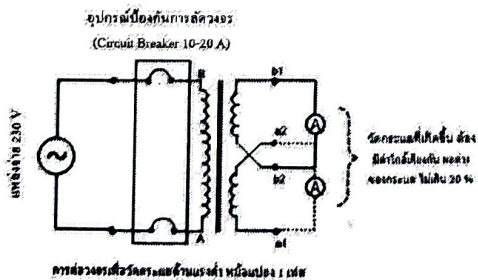 อุปกรณ์ป้องกันการลัดวงจร
(Circuit Breaker 10-20 A)
แหล่งจ่าย 230 V
B
A
b1
a2
b2
a1
A
A
วัดกระแสที่เกิดขึ้น ต้อง
มีค่าใกล้เคียงกัน ผลต่าง
ของกระแส ไม่เกิน 20 %
การต่อวงจรเพื่อวัดกระแสด้านแรงต่ำ หม้อแปลง 1 เฟส